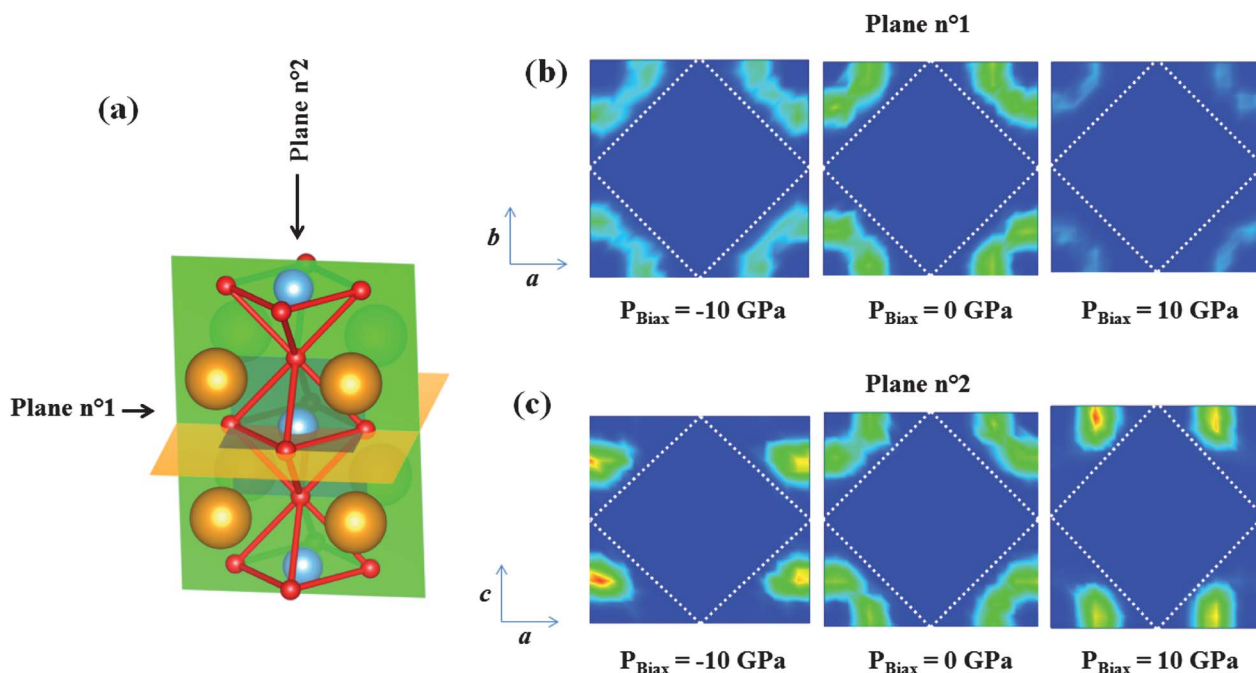 Plane n°1
(a)
Plane n°2
(b)
b
a
P_Biax = -10 GPa
P_Biax = 0 GPa
P_Biax = 10 GPa
Plane n°1
Plane n°2
(c)
c
a
P_Biax = -10 GPa
P_Biax = 0 GPa
P_Biax = 10 GPa